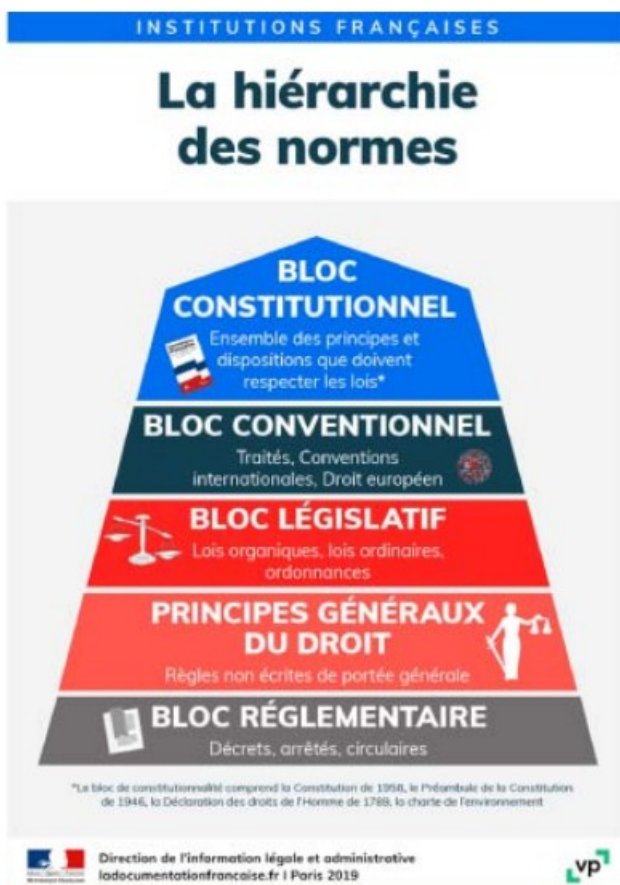 INSTITUTIONS FRANÇAISES
La hiérarchie
des normes
BLOC
CONSTITUTIONNEL
Ensemble des principes et
dispositions que doivent
respecter les lois*
BLOC CONVENTIONNEL
Traités, Conventions
internationales, Droit européen
BLOC LÉGISLATIF
Lois organiques, lois ordinaires,
ordonnances
PRINCIPES GÉNÉRAUX
DU DROIT
Règles non écrites de portée générale
BLOC RÉGLEMENTAIRE
Décrets, arrêtés, circulaires
*Le bloc de constitutionnalité comprend la Constitution de 1958, le Préambule de la Constitution
de 1946, la Déclaration des droits de l'Homme de 1789, la charte de l'environnement
Direction de l'information légale et administrative
ladocumentationfrancaise.fr I Paris 2019
vp